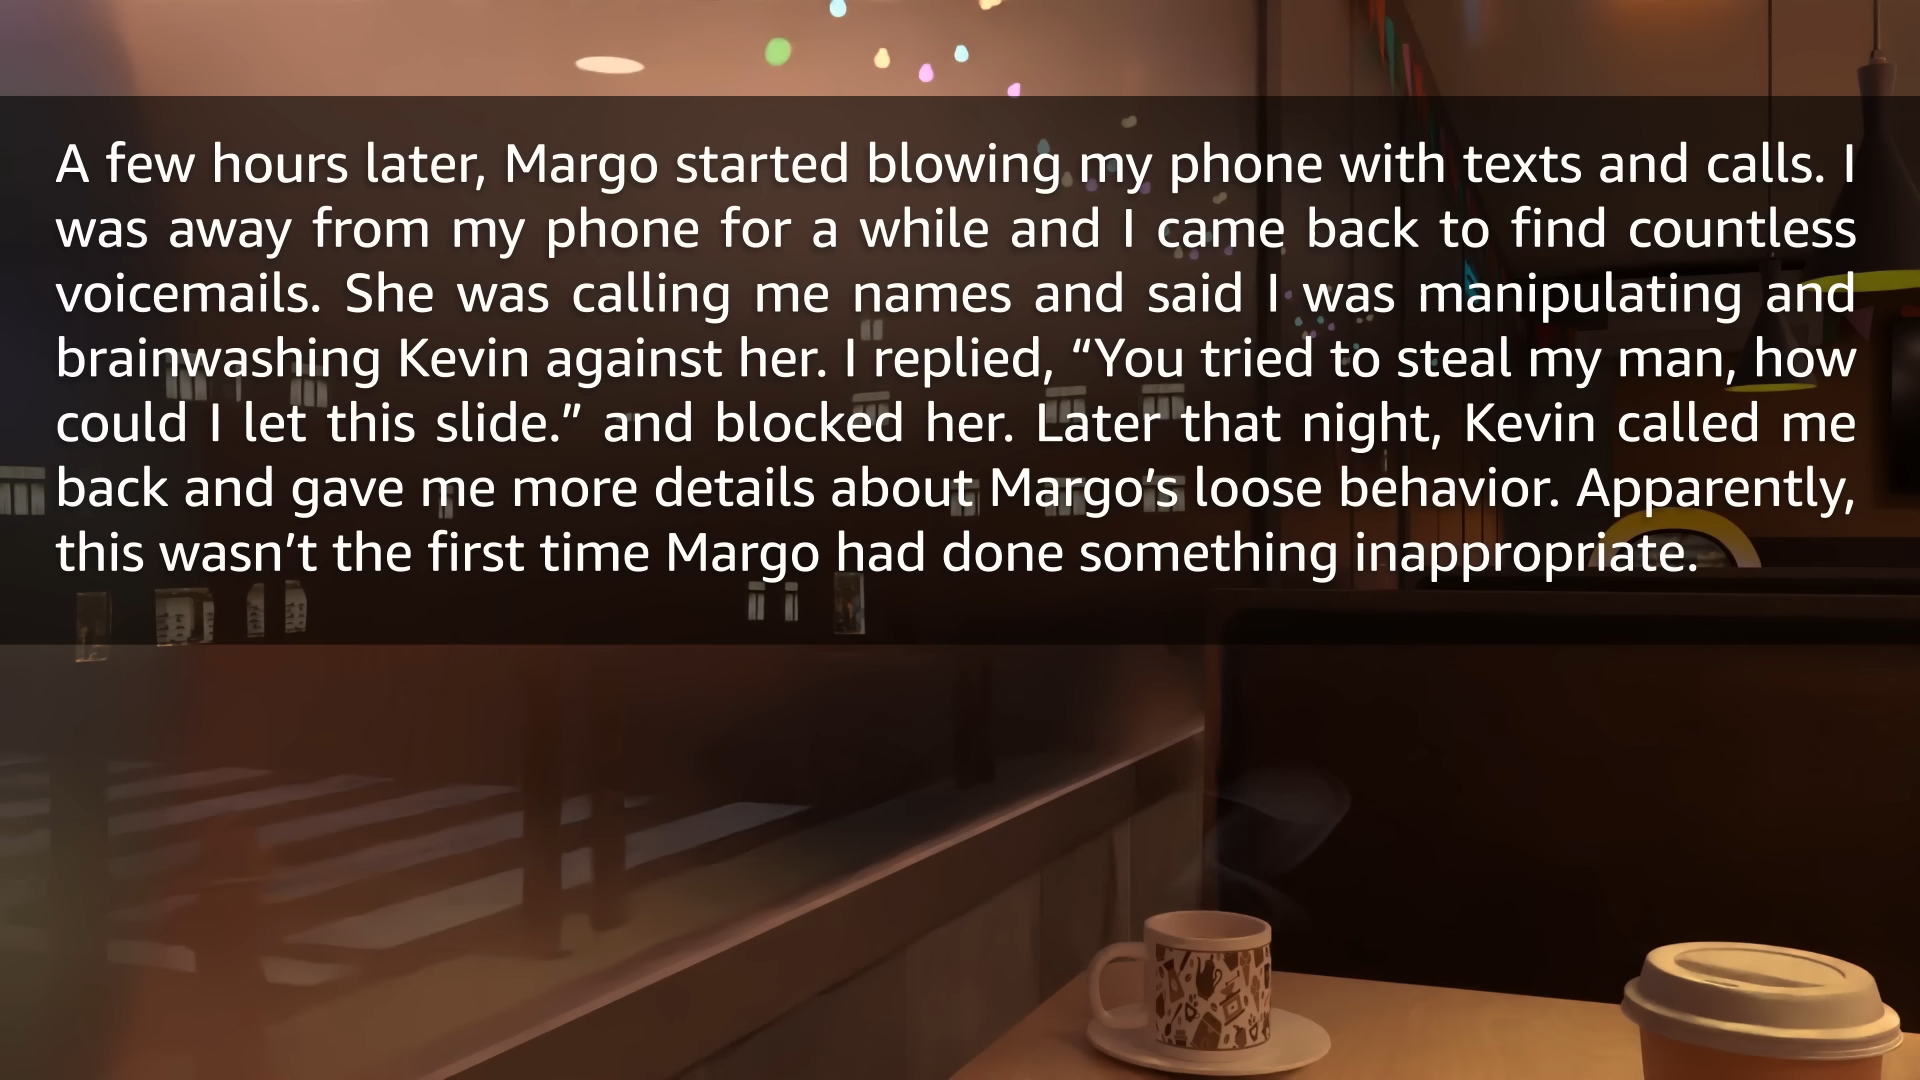 A few hours later, Margo started blowing my phone with texts and calls. I
was away from my phone for a while and I came back to find countless
voicemails. She was calling me names and said I was manipulating and
brainwashing Kevin against her. I replied, “You tried to steal my man, how
could I let this slide.” and blocked her. Later that night, Kevin called me
back and gave me more details about Margo’s loose behavior. Apparently,
this wasn’t the first time Margo had done something inappropriate.